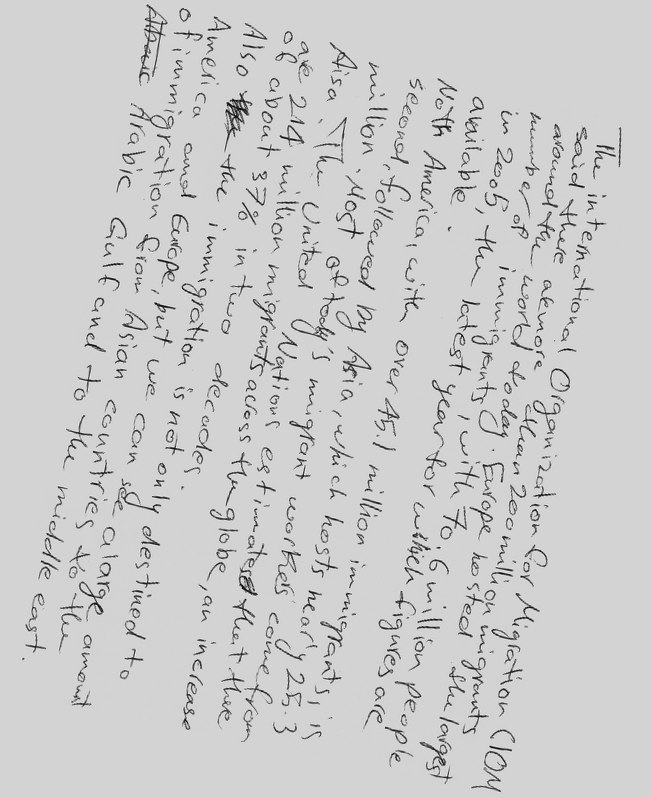 The international Organization for Migration (IOM
said there are more than 200 million migrants
around the world today. Europe hosted the largest
number of immigrants, with 70.6 million people
in 2005, the latest year for which figures are
available.
North America, with over 45.1 million immigrants, is
second, followed by Asia, which hosts nearly 25.3
million. Most of today's migrant workers come from
Aisa. The United Nations estimates that there
are 214 million migrants across the globe, an increase
of about 37% in two decades.
Also the immigration is not only destined to
America and Europe, but we can see a large amount
of immigration from Asian countries to the
Arabic Gulf and to the middle east.